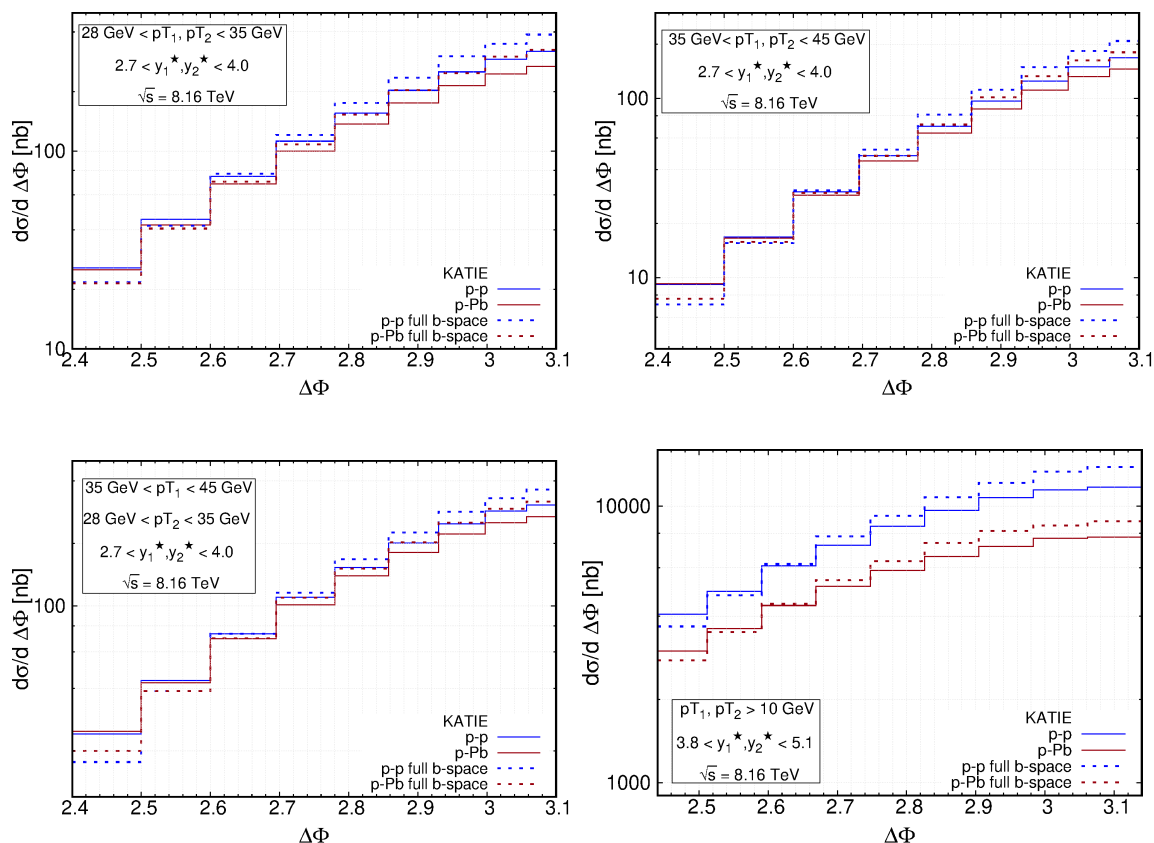 28 GeV < pT1, pT2 < 35 GeV
2.7 < y1★,y2★ < 4.0
√s = 8.16 TeV
dσ/d ΔΦ [nb]
100
10
KATIE
p-p
p-Pb
p-p full b-space
p-Pb full b-space
2.4 2.5 2.6 2.7 2.8 2.9 3 3.1
ΔΦ
35 GeV< pT1, pT2 < 45 GeV
2.7 < y1★,y2★ < 4.0
√s = 8.16 TeV
dσ/d ΔΦ [nb]
100
10
KATIE
p-p
p-Pb
p-p full b-space
p-Pb full b-space
2.4 2.5 2.6 2.7 2.8 2.9 3 3.1
ΔΦ
35 GeV < pT1 < 45 GeV
28 GeV < pT2 < 35 GeV
2.7 < y1★,y2★ < 4.0
√s = 8.16 TeV
dσ/d ΔΦ [nb]
100
KATIE
p-p
p-Pb
p-p full b-space
p-Pb full b-space
2.4 2.5 2.6 2.7 2.8 2.9 3 3.1
ΔΦ
10000
dσ/d ΔΦ [nb]
1000
pT1, pT2 > 10 GeV
3.8 < y1★,y2★ < 5.1
√s = 8.16 TeV
KATIE
p-p
p-Pb
p-p full b-space
p-Pb full b-space
2.5 2.6 2.7 2.8 2.9 3 3.1
ΔΦ